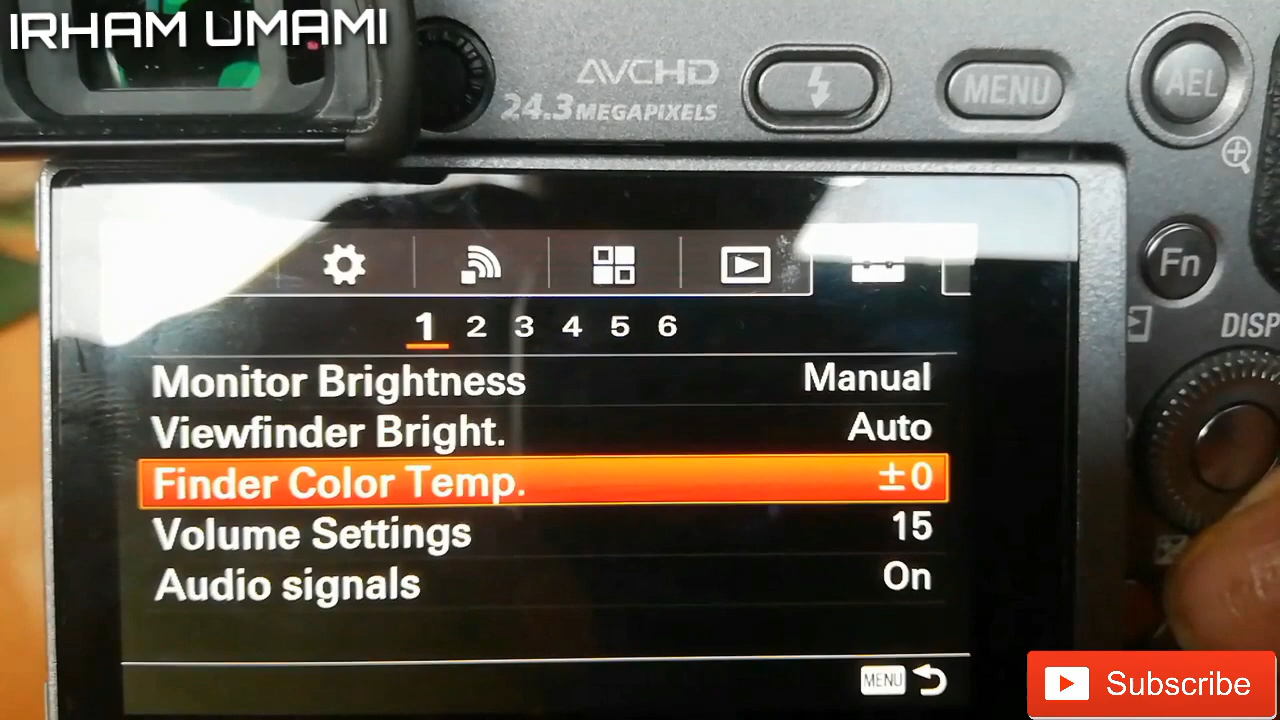 IRHAM UMAMI
AVCHD
24.3 MEGAPIXELS
MENU
AEL
Fn
DISP
1 2 3 4 5 6
Monitor Brightness Manual
Viewfinder Bright. Auto
Finder Color Temp. ±0
Volume Settings 15
Audio signals On
MENU
Subscribe